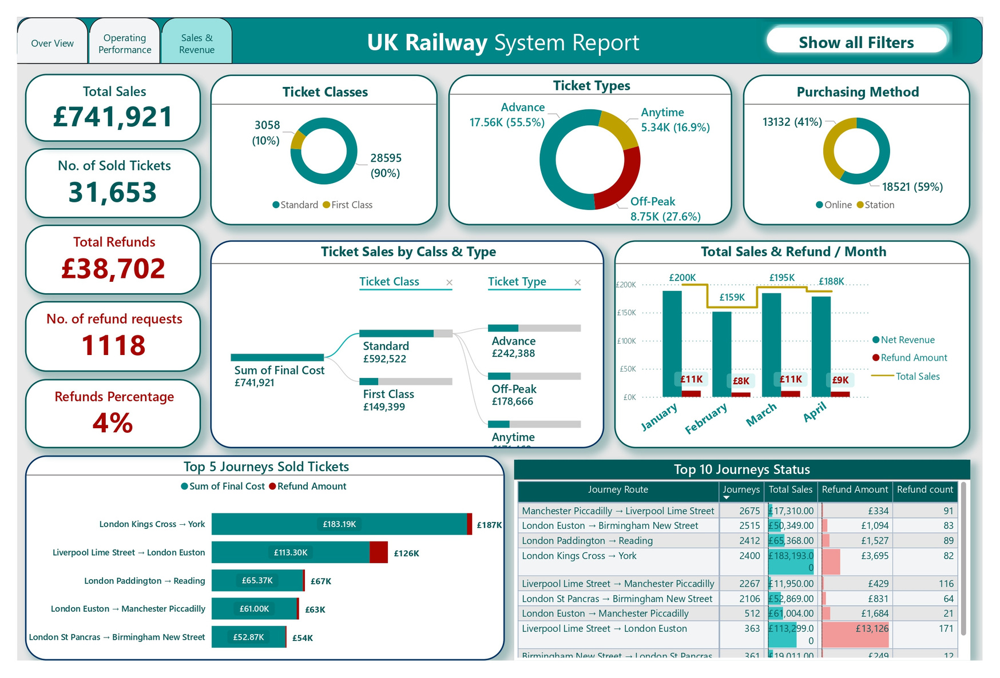 Over View
Operating
Performance
Sales &
Revenue
UK Railway System Report
Show all Filters
Total Sales
£741,921
No. of Sold Tickets
31,653
Total Refunds
£38,702
No. of refund requests
1118
Refunds Percentage
4%
Ticket Classes
3058
(10%)
28595
(90%)
Standard First Class
Ticket Types
Advance
17.56K (55.5%)
Anytime
5.34K (16.9%)
Off-Peak
8.75K (27.6%)
Purchasing Method
13132 (41%)
18521 (59%)
Online Station
Ticket Sales by Calss & Type
Ticket Class ×
Ticket Type ×
Sum of Final Cost
£741,921
Standard
£592,522
First Class
£149,399
Advance
£242,388
Off-Peak
£178,666
Anytime
Total Sales & Refund / Month
£200K
£150K
£100K
£50K
£0K
£200K
£159K
£195K
£188K
£11K
£8K
£11K
£9K
January
February
March
April
Net Revenue
Refund Amount
Total Sales
Top 5 Journeys Sold Tickets
Sum of Final Cost Refund Amount
London Kings Cross → York £183.19K £187K
Liverpool Lime Street → London Euston £113.30K £126K
London Paddington → Reading £65.37K £67K
London Euston → Manchester Piccadilly £61.00K £63K
London St Pancras → Birmingham New Street £52.87K £54K
Top 10 Journeys Status
Journey Route Journeys Total Sales Refund Amount Refund count
Manchester Piccadilly → Liverpool Lime Street 2675 £17,310.00 £334 91
London Euston → Birmingham New Street 2515 £50,349.00 £1,094 83
London Paddington → Reading 2412 £65,368.00 £1,527 89
London Kings Cross → York 2400 £183,193.0 £3,695 82
0
Liverpool Lime Street → Manchester Piccadilly 2267 £11,950.00 £429 116
London St Pancras → Birmingham New Street 2106 £52,869.00 £831 64
London Euston → Manchester Piccadilly 512 £61,004.00 £1,684 21
Liverpool Lime Street → London Euston 363 £113,299.0 £13,126 171
0
Birmingham New Street → London St Pancras 361 £19,011.00 £249 12